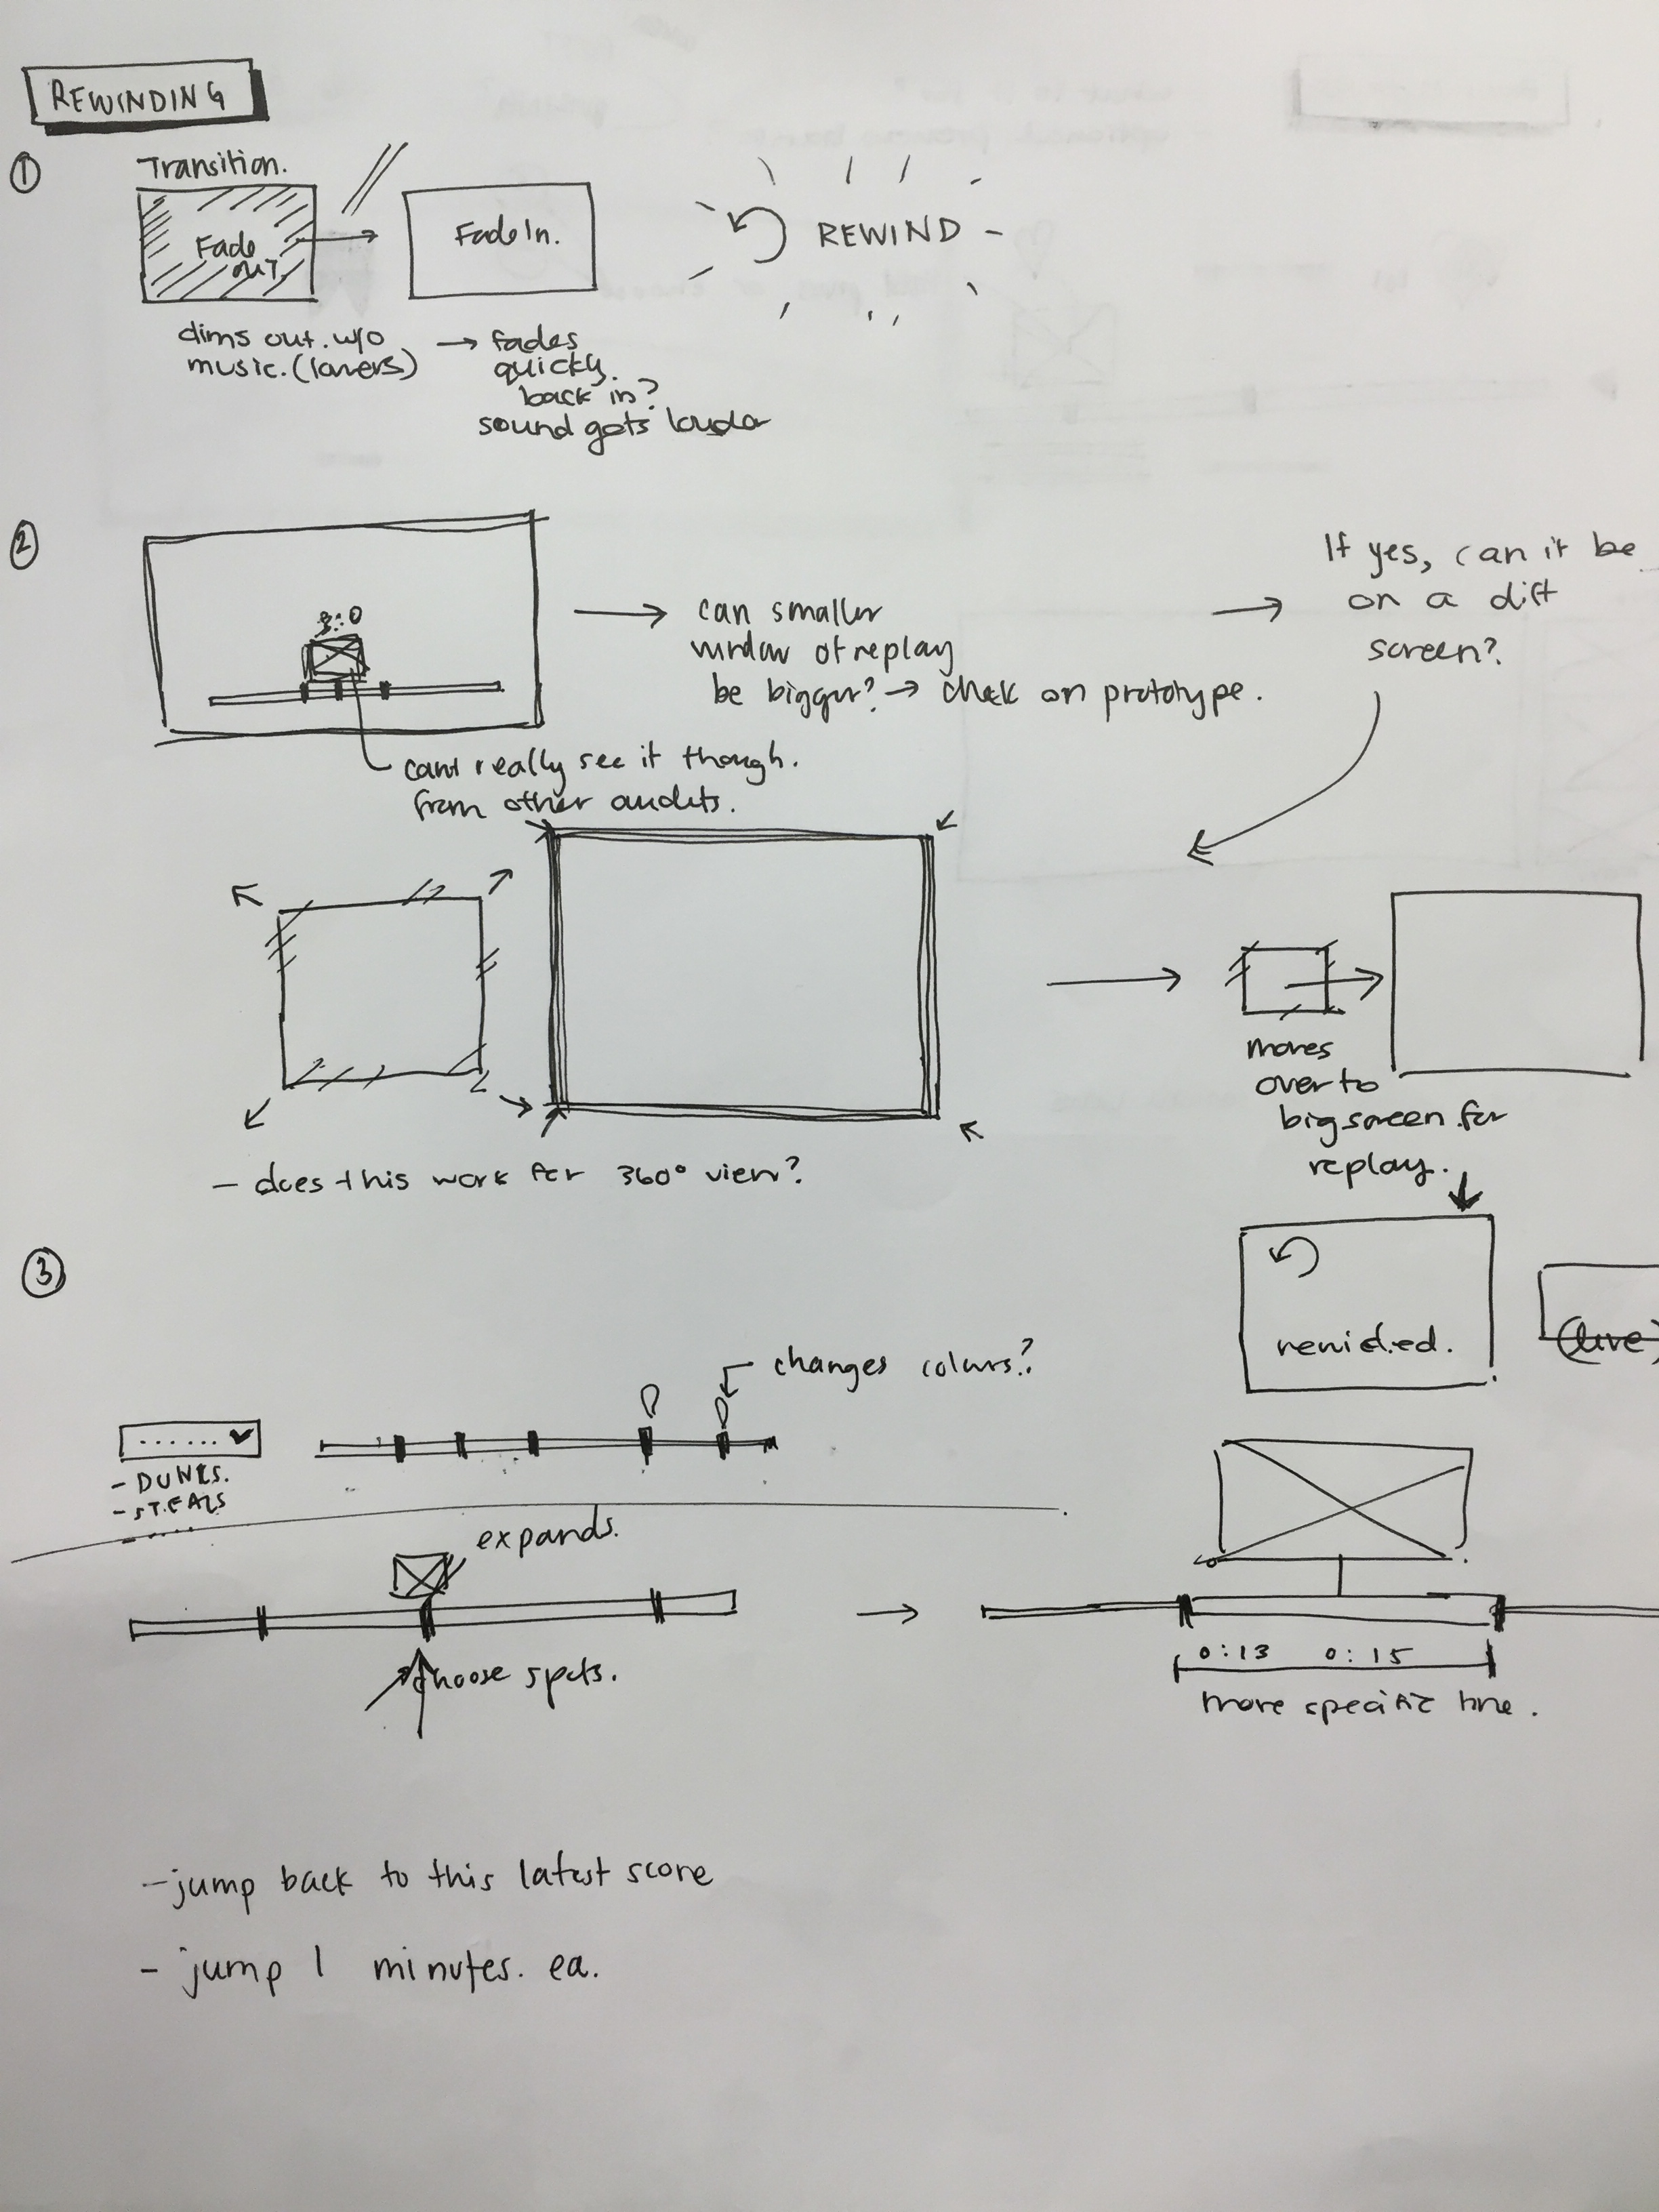 REWINDING
①
Transition.
Fade
out.
Fade In.
REWIND -
dims out. w/o
music. (lowers)
→ fades
quickly.
back in?
sound gets louder
②
3:0
→ can smaller
window of replay
be bigger? → check on prototype.
→ If yes, can it be
on a diff
screen?
cant really see it though.
from other audits.
- does this work for 360° view?
moves
over to
big screen for
replay.
③
(live)
changes colours?
......
- DUNKS.
- STEALS
....
expands.
choose spots.
0:13 0:15
more specific time.
- jump back to this latest score
- jump 1 minutes. ea.